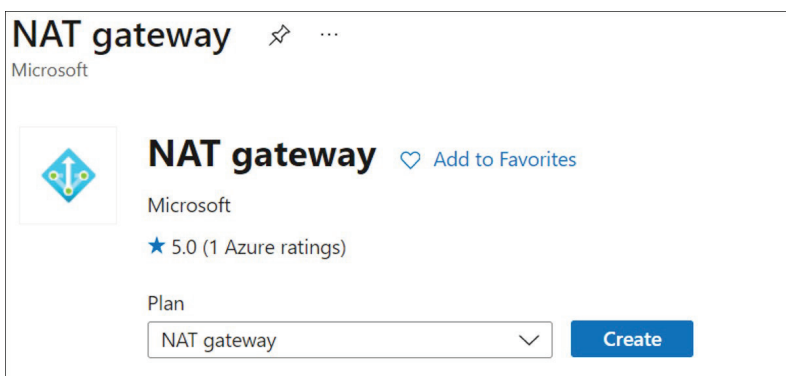 NAT gateway ...
Microsoft
NAT gateway Add to Favorites
Microsoft
5.0 (1 Azure ratings)
Plan
NAT gateway Create